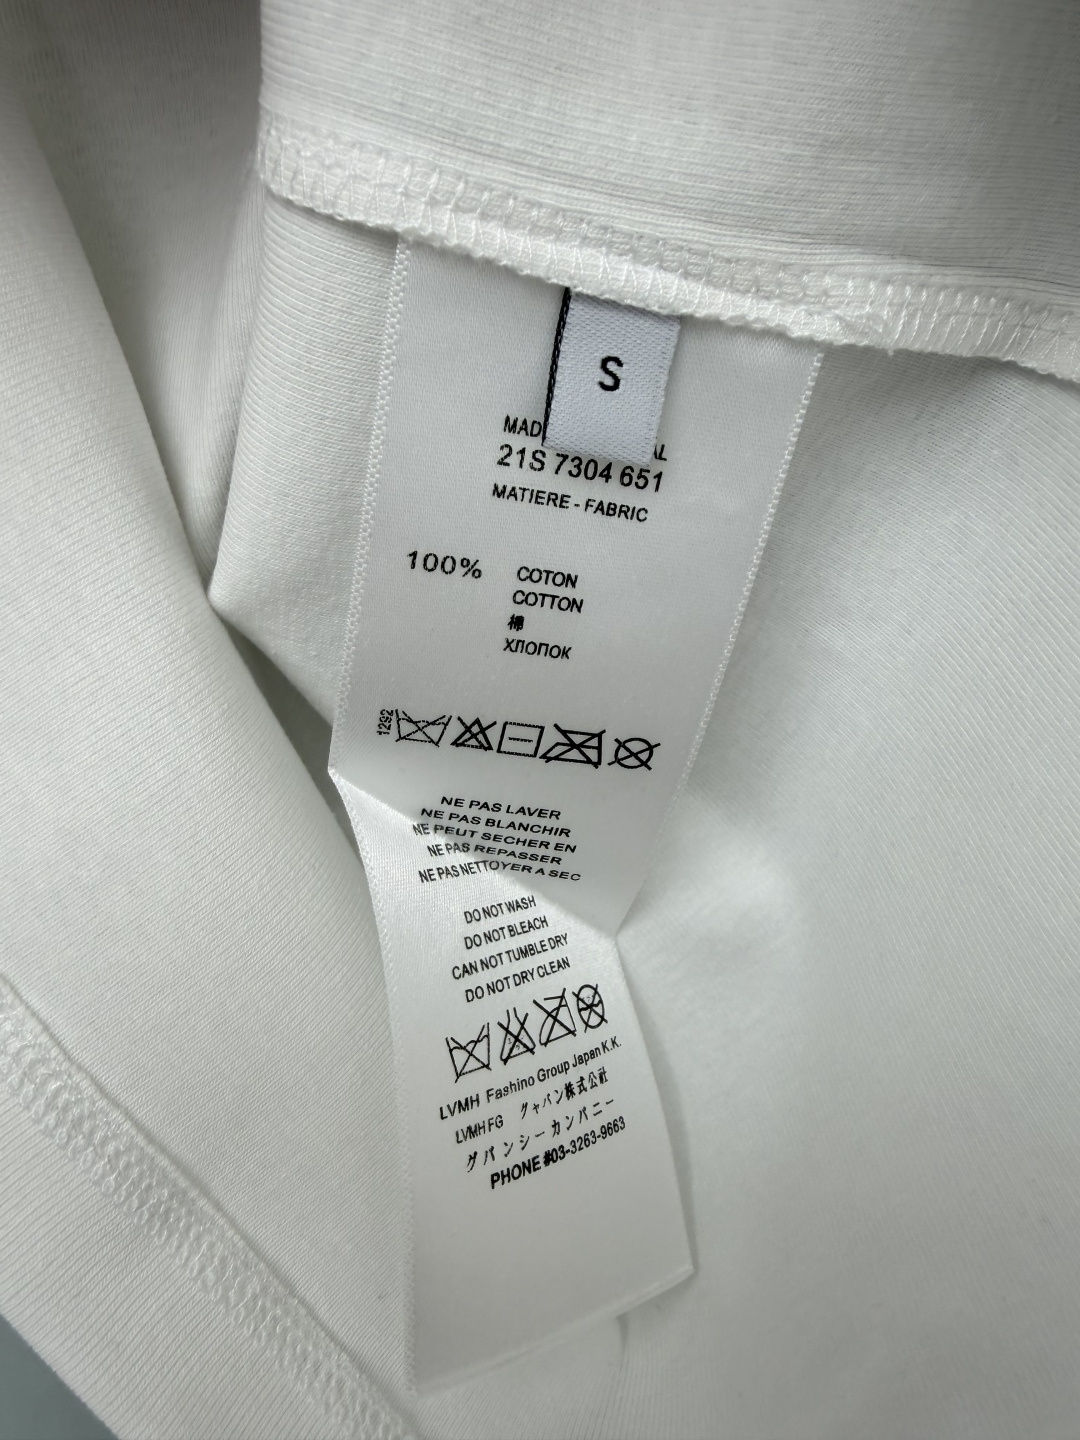 S
MAD
AL
21S 7304 651
MATIERE - FABRIC
100% COTON
COTTON
棉
ХЛОПОК
1292
NE PAS LAVER
NE PAS BLANCHIR
NE PEUT SECHER EN
NE PAS REPASSER
NE PAS NETTOYER A SEC
DO NOT WASH
DO NOT BLEACH
CAN NOT TUMBLE DRY
DO NOT DRY CLEAN
LVMH Fashino Group Japan K.K.
LVMH FG グャパン株式公社
グパンシーカンパニー
PHONE #03-3263-9663